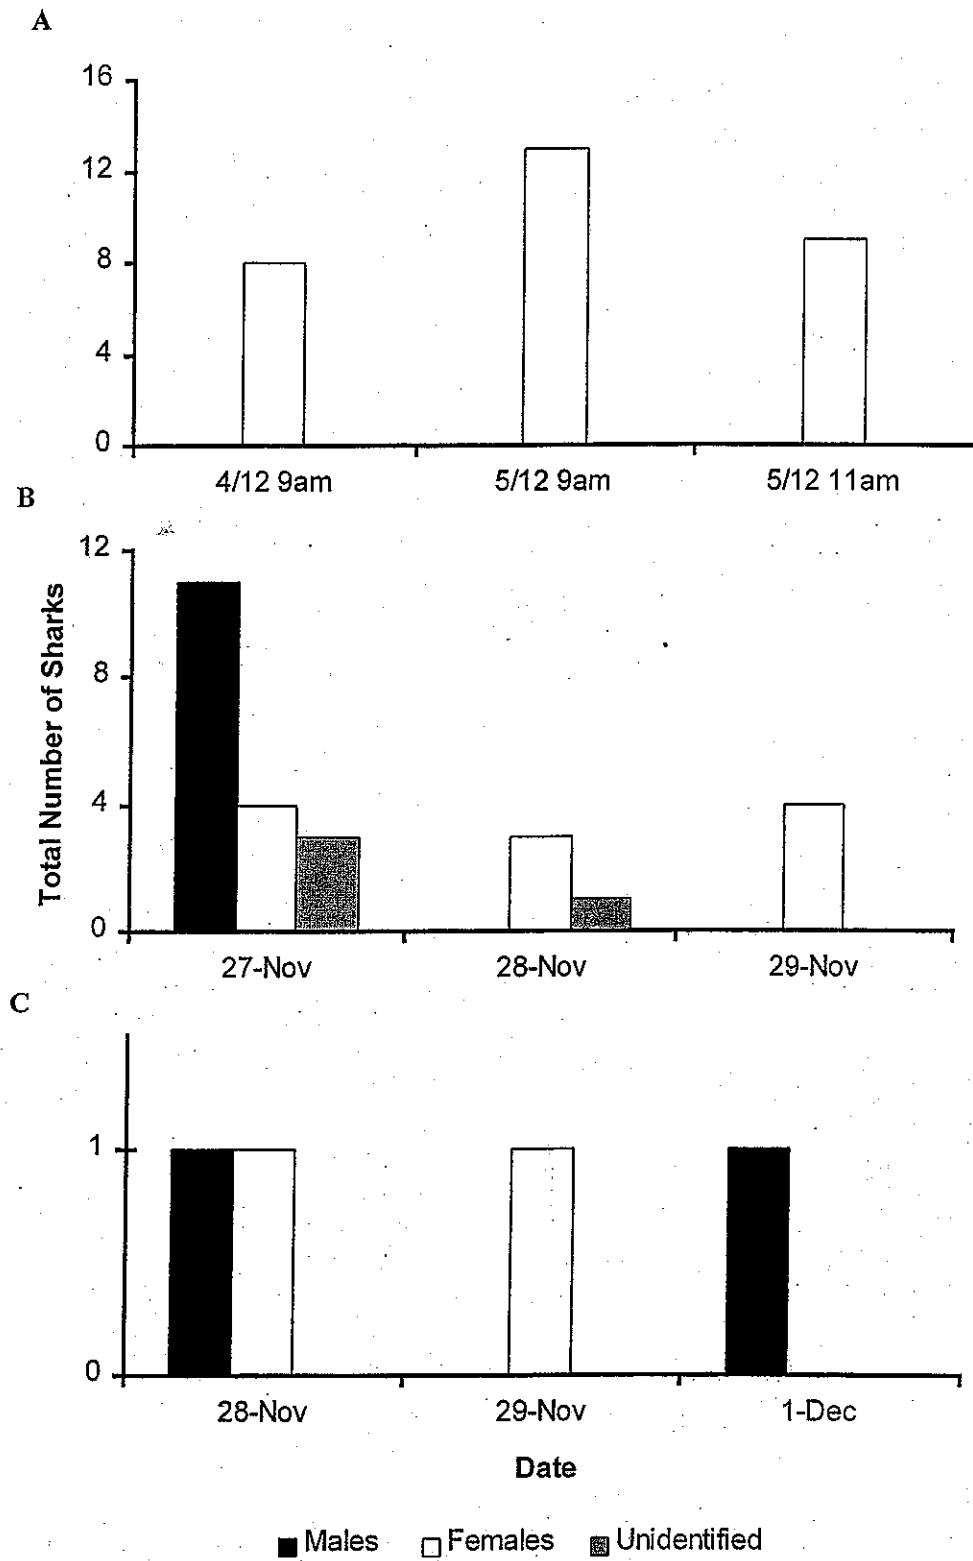 A
16
12
8
4
0
4/12 9am 5/12 9am 5/12 11am
B
12
8
4
0
Total Number of Sharks
27-Nov 28-Nov 29-Nov
C
1
0
28-Nov 29-Nov 1-Dec
Date
Males Females Unidentified